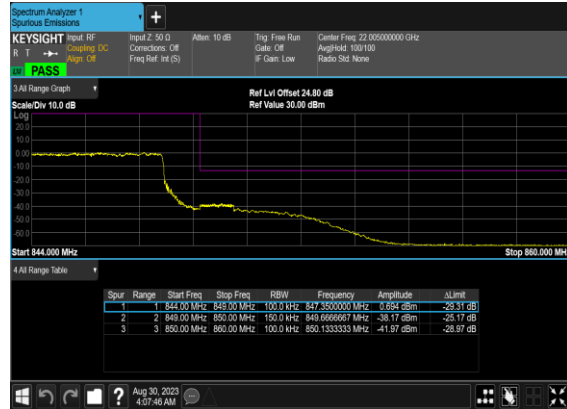 Spectrum Analyzer 1
Spurious Emissions
KEYSIGHT Input: RF Input Z: 50 Ω Atten: 10 dB Trig: Free Run Center Freq: 22.005000000 GHz
R T Coupling: DC Corrections: Off Gate: Off Avg|Hold: 100/100
Align: Off Freq Ref: Int (S) IF Gain: Low Radio Std: None
PASS
3 All Range Graph
Ref Lvl Offset 24.80 dB
Scale/Div 10.0 dB Ref Value 30.00 dBm
Log
20.0
10.0
0.00
-10.0
-20.0
-30.0
-40.0
-50.0
-60.0
Start 844.000 MHz Stop 860.000 MH
4 All Range Table
Spur Range Start Freq Stop Freq RBW Frequency Amplitude ΔLimit
1 1 844.00 MHz 849.00 MHz 100.0 kHz 847.3500000 MHz 0.694 dBm -29.31 dB
2 2 849.00 MHz 850.00 MHz 150.0 kHz 849.6666667 MHz -38.17 dBm -25.17 dB
3 3 850.00 MHz 860.00 MHz 100.0 kHz 850.1333333 MHz -41.97 dBm -28.97 dB
? Aug 30, 2023
4:07:46 AM